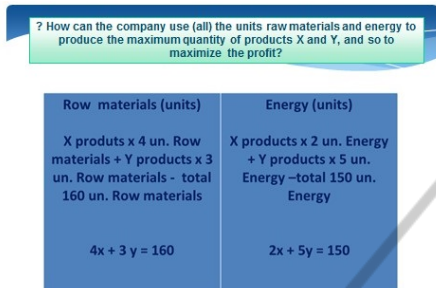 ? How can the company use (all) the units raw materials and energy to
produce the maximum quantity of products X and Y, and so to
maximize the profit?
Row materials (units)
X produts x 4 un. Row
materials + Y products x 3
un. Row materials - total
160 un. Row materials
4x + 3 y = 160
Energy (units)
X products x 2 un. Energy
+ Y products x 5 un.
Energy –total 150 un.
Energy
2x + 5y = 150